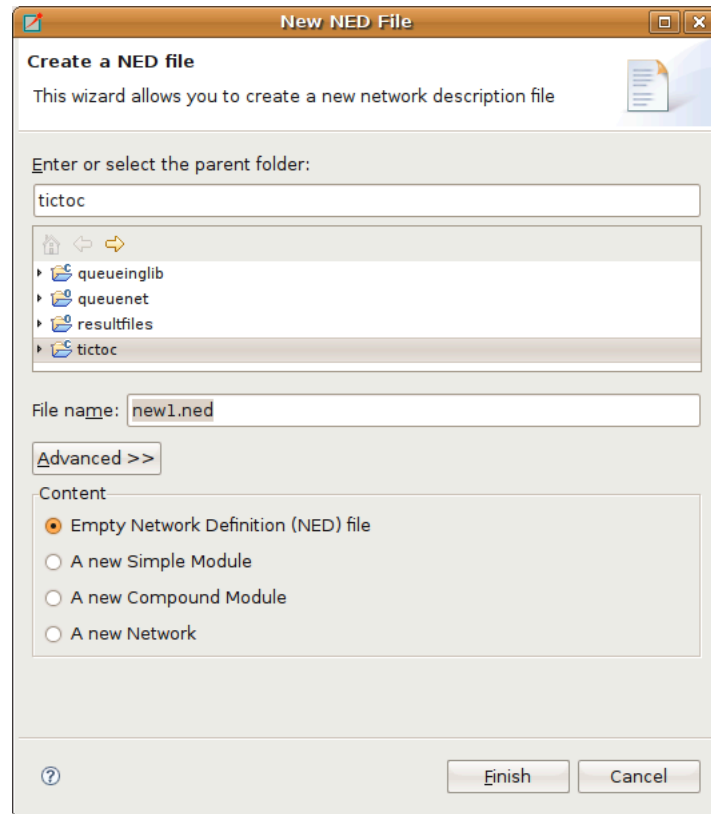 New NED File
Create a NED file
This wizard allows you to create a new network description file
Enter or select the parent folder:
tictoc
queueinglib
queuenet
resultfiles
tictoc
File name: new1.ned
Advanced >>
Content
Empty Network Definition (NED) file
A new Simple Module
A new Compound Module
A new Network
Finish Cancel